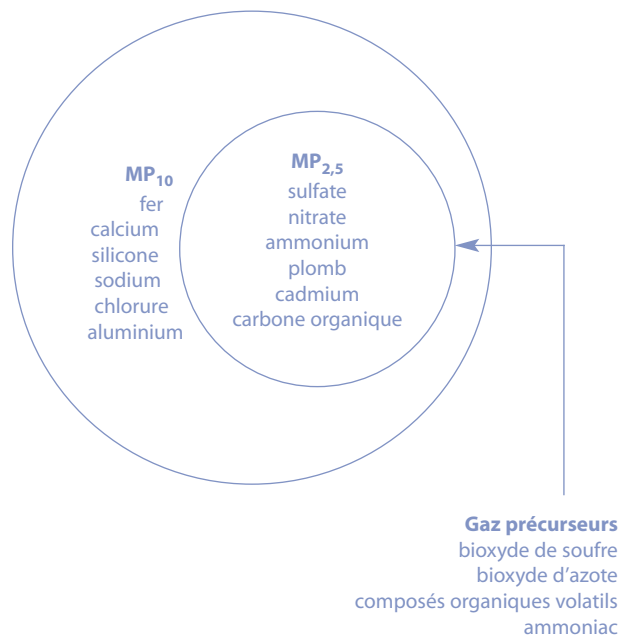 MP10
fer
calcium
silicone
sodium
chlorure
aluminium
MP2,5
sulfate
nitrate
ammonium
plomb
cadmium
carbone organique
Gaz précurseurs
bioxyde de soufre
bioxyde d'azote
composés organiques volatils
ammoniac